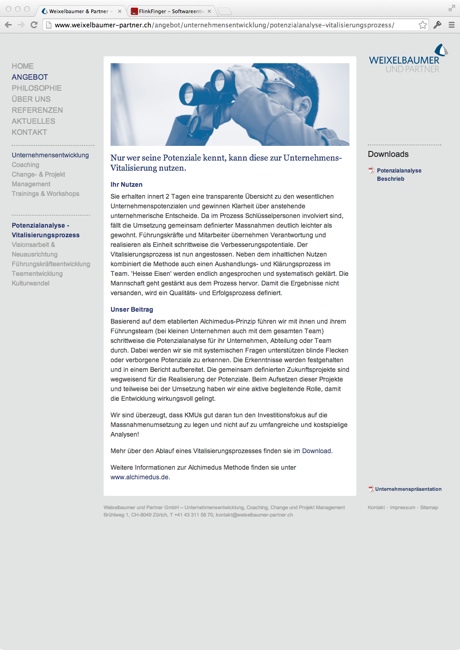 Weixelbaumer & Partner –
FlinkFinger – Softwareent
www.weixelbaumer-partner.ch/angebot/unternehmensentwicklung/potenzialanalyse-vitalisierungsprozess/
WEIXELBAUMER
UND PARTNER
HOME
ANGEBOT
PHILOSOPHIE
ÜBER UNS
REFERENZEN
AKTUELLES
KONTAKT
Unternehmensentwicklung
Coaching
Change- & Projekt
Management
Trainings & Workshops
Potenzialanalyse -
Vitalisierungsprozess
Visionsarbeit &
Neuausrichtung
Führungskräfteentwicklung
Teamentwicklung
Kulturwandel
Nur wer seine Potenziale kennt, kann diese zur Unternehmens-
Vitalisierung nutzen.
Ihr Nutzen
Sie erhalten innert 2 Tagen eine transparente Übersicht zu den wesentlichen
Unternehmenspotenzialen und gewinnen Klarheit über anstehende
unternehmerische Entscheide. Da im Prozess Schlüsselpersonen involviert sind,
fällt die Umsetzung gemeinsam definierter Massnahmen deutlich leichter als
gewohnt. Führungskräfte und Mitarbeiter übernehmen Verantwortung und
realisieren als Einheit schrittweise die Verbesserungspotentiale. Der
Vitalisierungsprozess ist nun angestossen. Neben dem inhaltlichen Nutzen
kombiniert die Methode auch einen Aushandlungs- und Klärungsprozess im
Team. 'Heisse Eisen' werden endlich angesprochen und systematisch geklärt. Die
Mannschaft geht gestärkt aus dem Prozess hervor. Damit die Ergebnisse nicht
versanden, wird ein Qualitäts- und Erfolgsprozess definiert.
Unser Beitrag
Basierend auf dem etablierten Alchimedus-Prinzip führen wir mit ihnen und ihrem
Führungsteam (bei kleinen Unternehmen auch mit dem gesamten Team)
schrittweise die Potenzialanalyse für ihr Unternehmen, Abteilung oder Team
durch. Dabei werden wir sie mit systemischen Fragen unterstützen blinde Flecken
oder verborgene Potenziale zu erkennen. Die Erkenntnisse werden festgehalten
und in einem Bericht aufbereitet. Die gemeinsam definierten Zukunftsprojekte sind
wegweisend für die Realisierung der Potenziale. Beim Aufsetzen dieser Projekte
und teilweise bei der Umsetzung haben wir eine aktive begleitende Rolle, damit
die Entwicklung wirkungsvoll gelingt.
Wir sind überzeugt, dass KMUs gut daran tun den Investitionsfokus auf die
Massnahmenumsetzung zu legen und nicht auf zu umfangreiche und kostspielige
Analysen!
Mehr über den Ablauf eines Vitalisierungsprozesses finden sie im Download.
Weitere Informationen zur Alchimedus Methode finden sie unter
www.alchimedus.de.
Downloads
Potenzialanalyse
Beschrieb
Unternehmenspräsentation
Weixelbaumer und Partner GmbH – Unternehmensentwicklung, Coaching, Change und Projekt Management
Brühlweg 1, CH-8049 Zürich, T +41 43 311 58 70, kontakt@weixelbaumer-partner.ch
Kontakt · Impressum · Sitemap